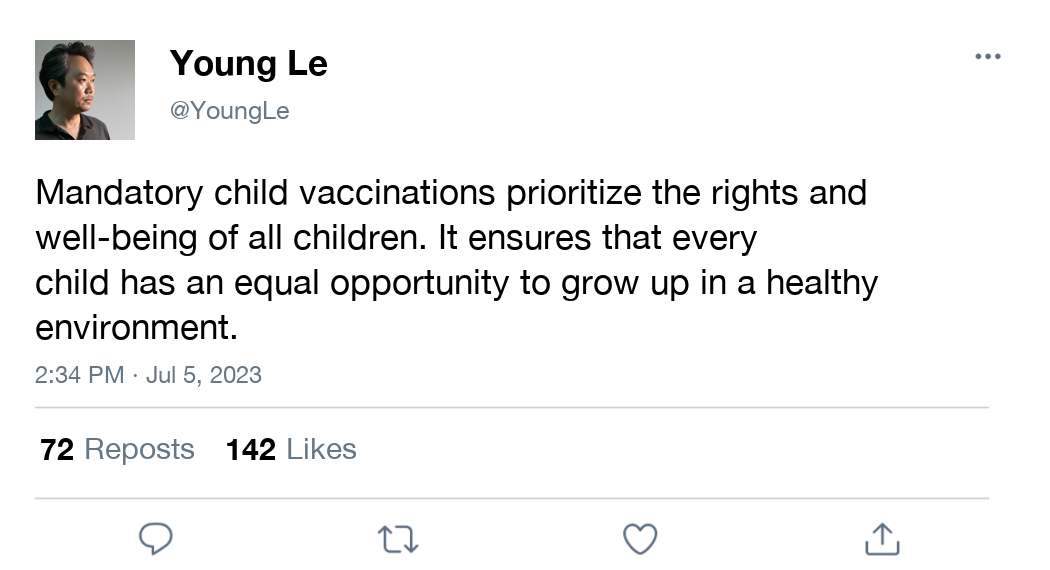 Young Le
@YoungLe
Mandatory child vaccinations prioritize the rights and
well-being of all children. It ensures that every
child has an equal opportunity to grow up in a healthy
environment.
2:34 PM · Jul 5, 2023
72 Reposts 142 Likes